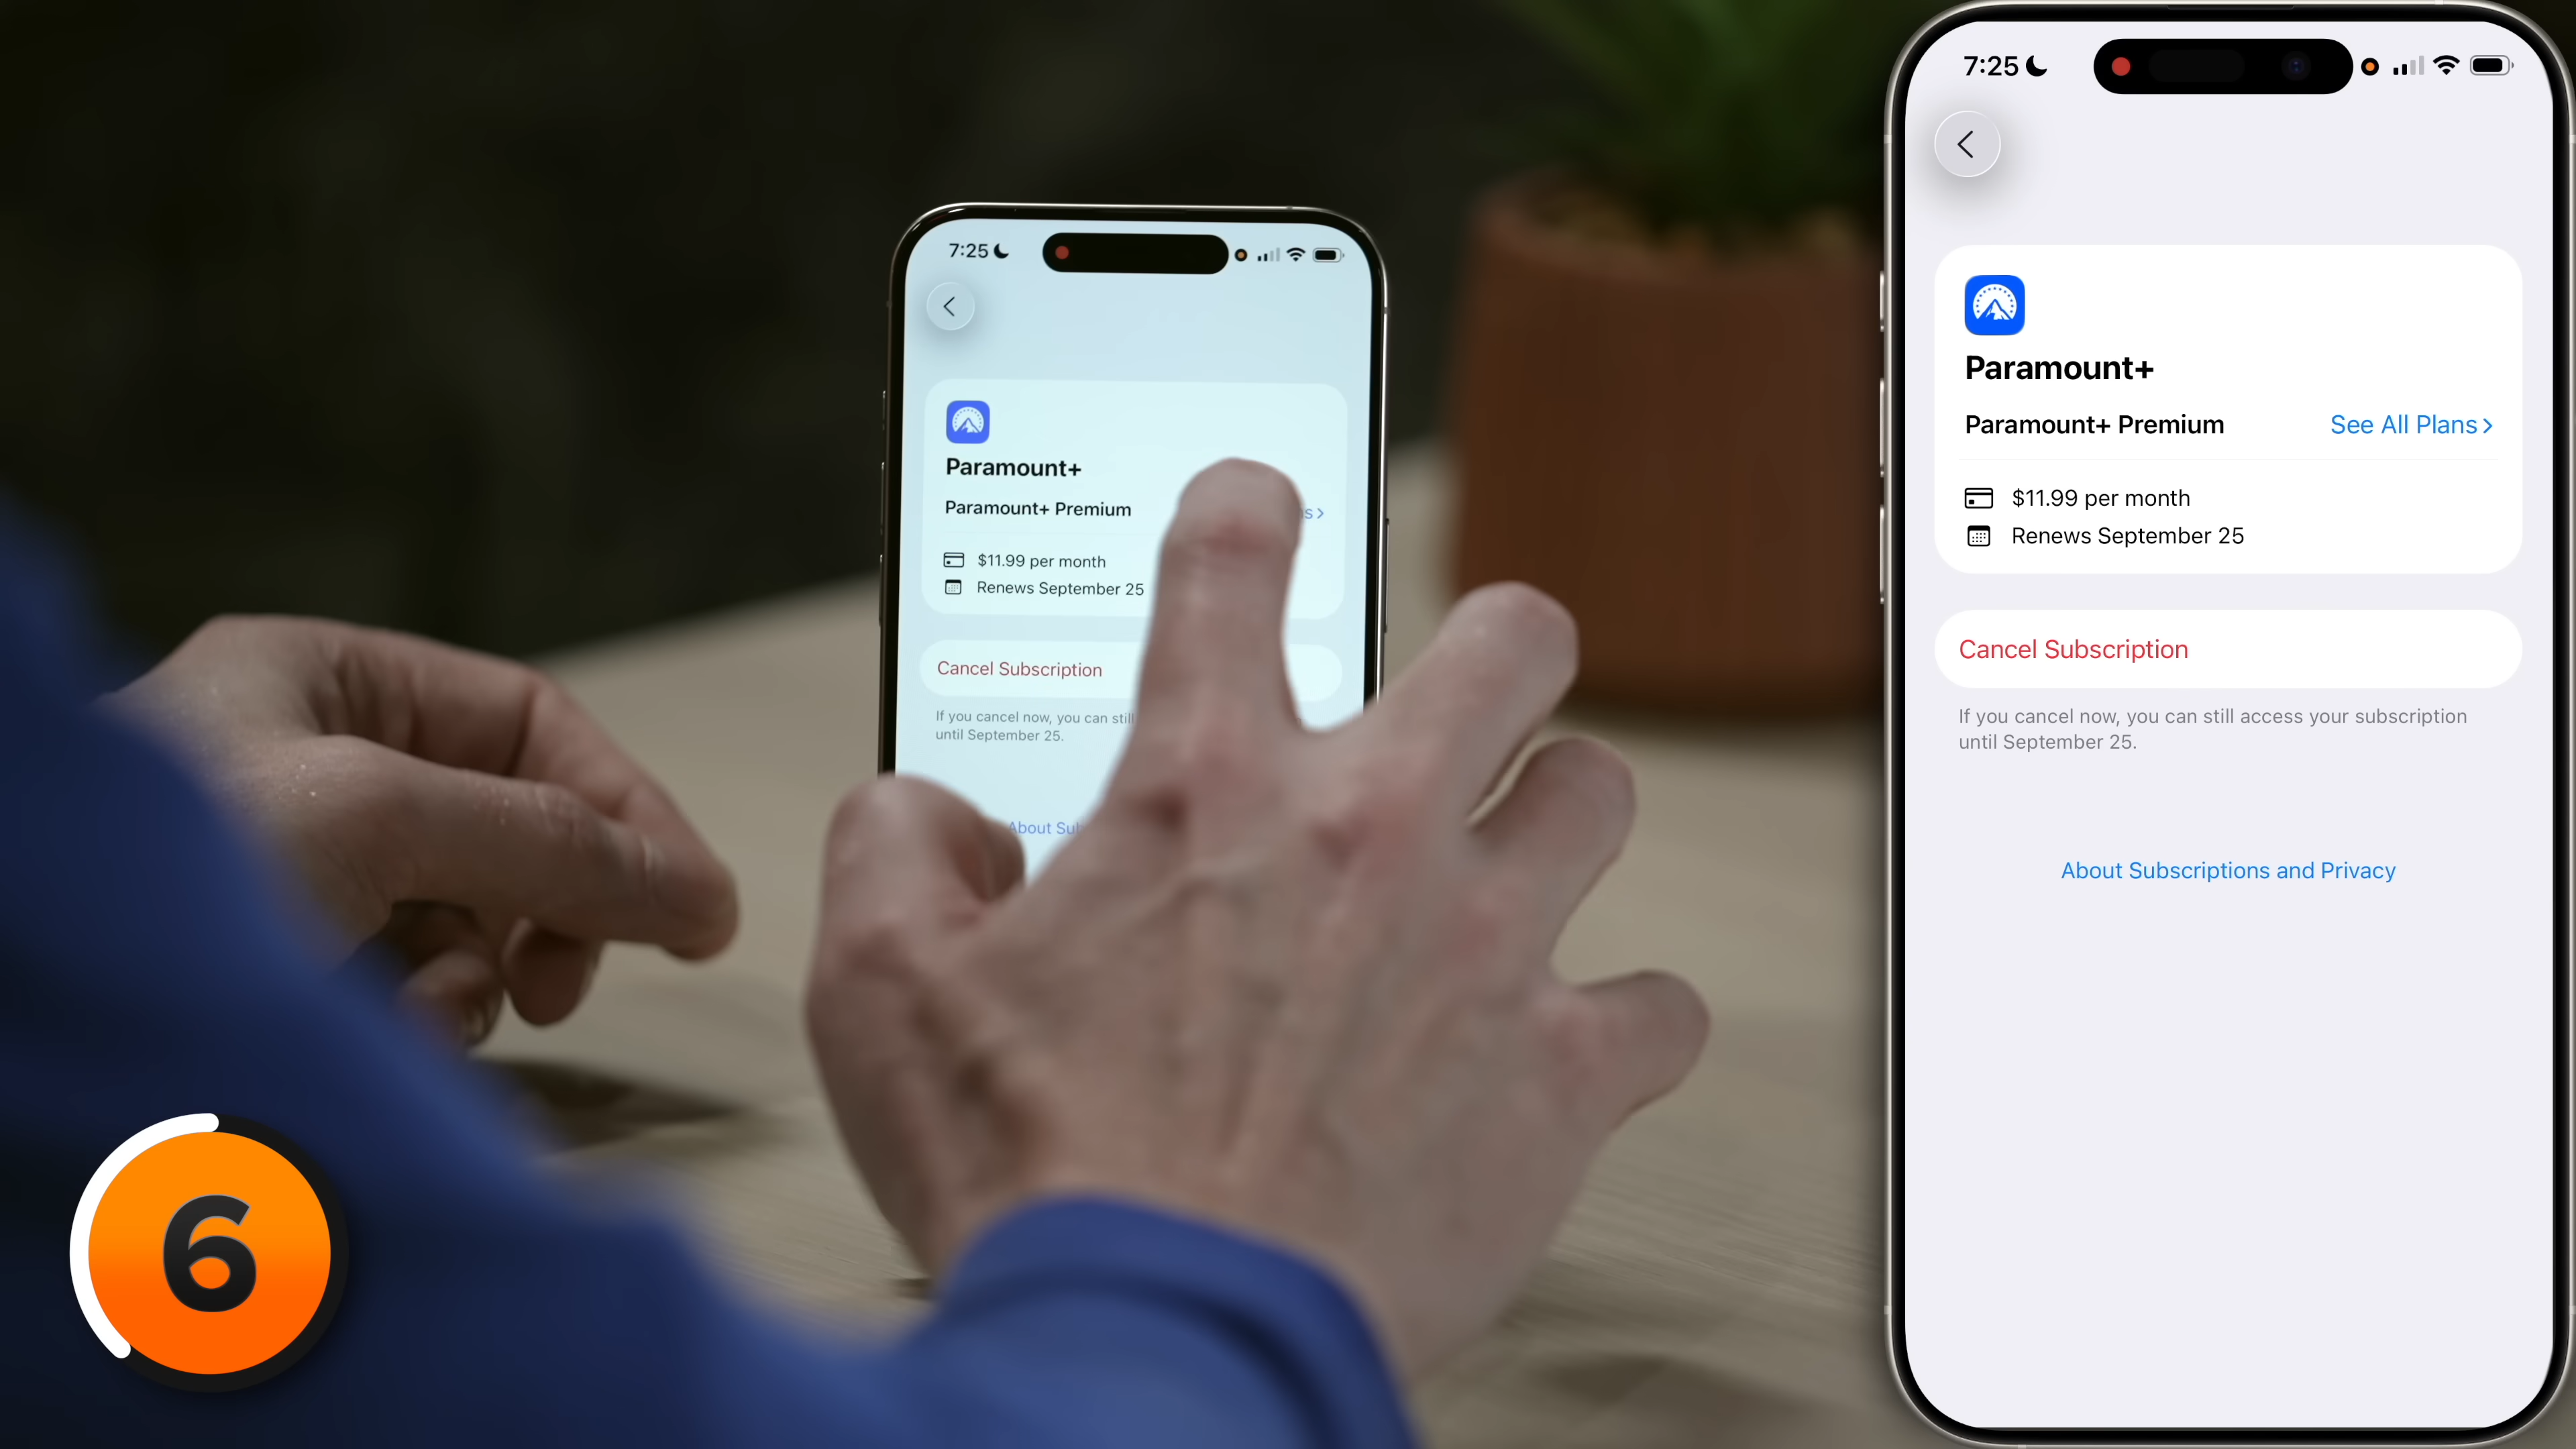 7:25
Paramount+
Paramount+ Premium
s >
$11.99 per month
Renews September 25
Cancel Subscription
If you cancel now, you can still
until September 25.
About Sub
6
7:25
Paramount+
Paramount+ Premium See All Plans >
$11.99 per month
Renews September 25
Cancel Subscription
If you cancel now, you can still access your subscription
until September 25.
About Subscriptions and Privacy